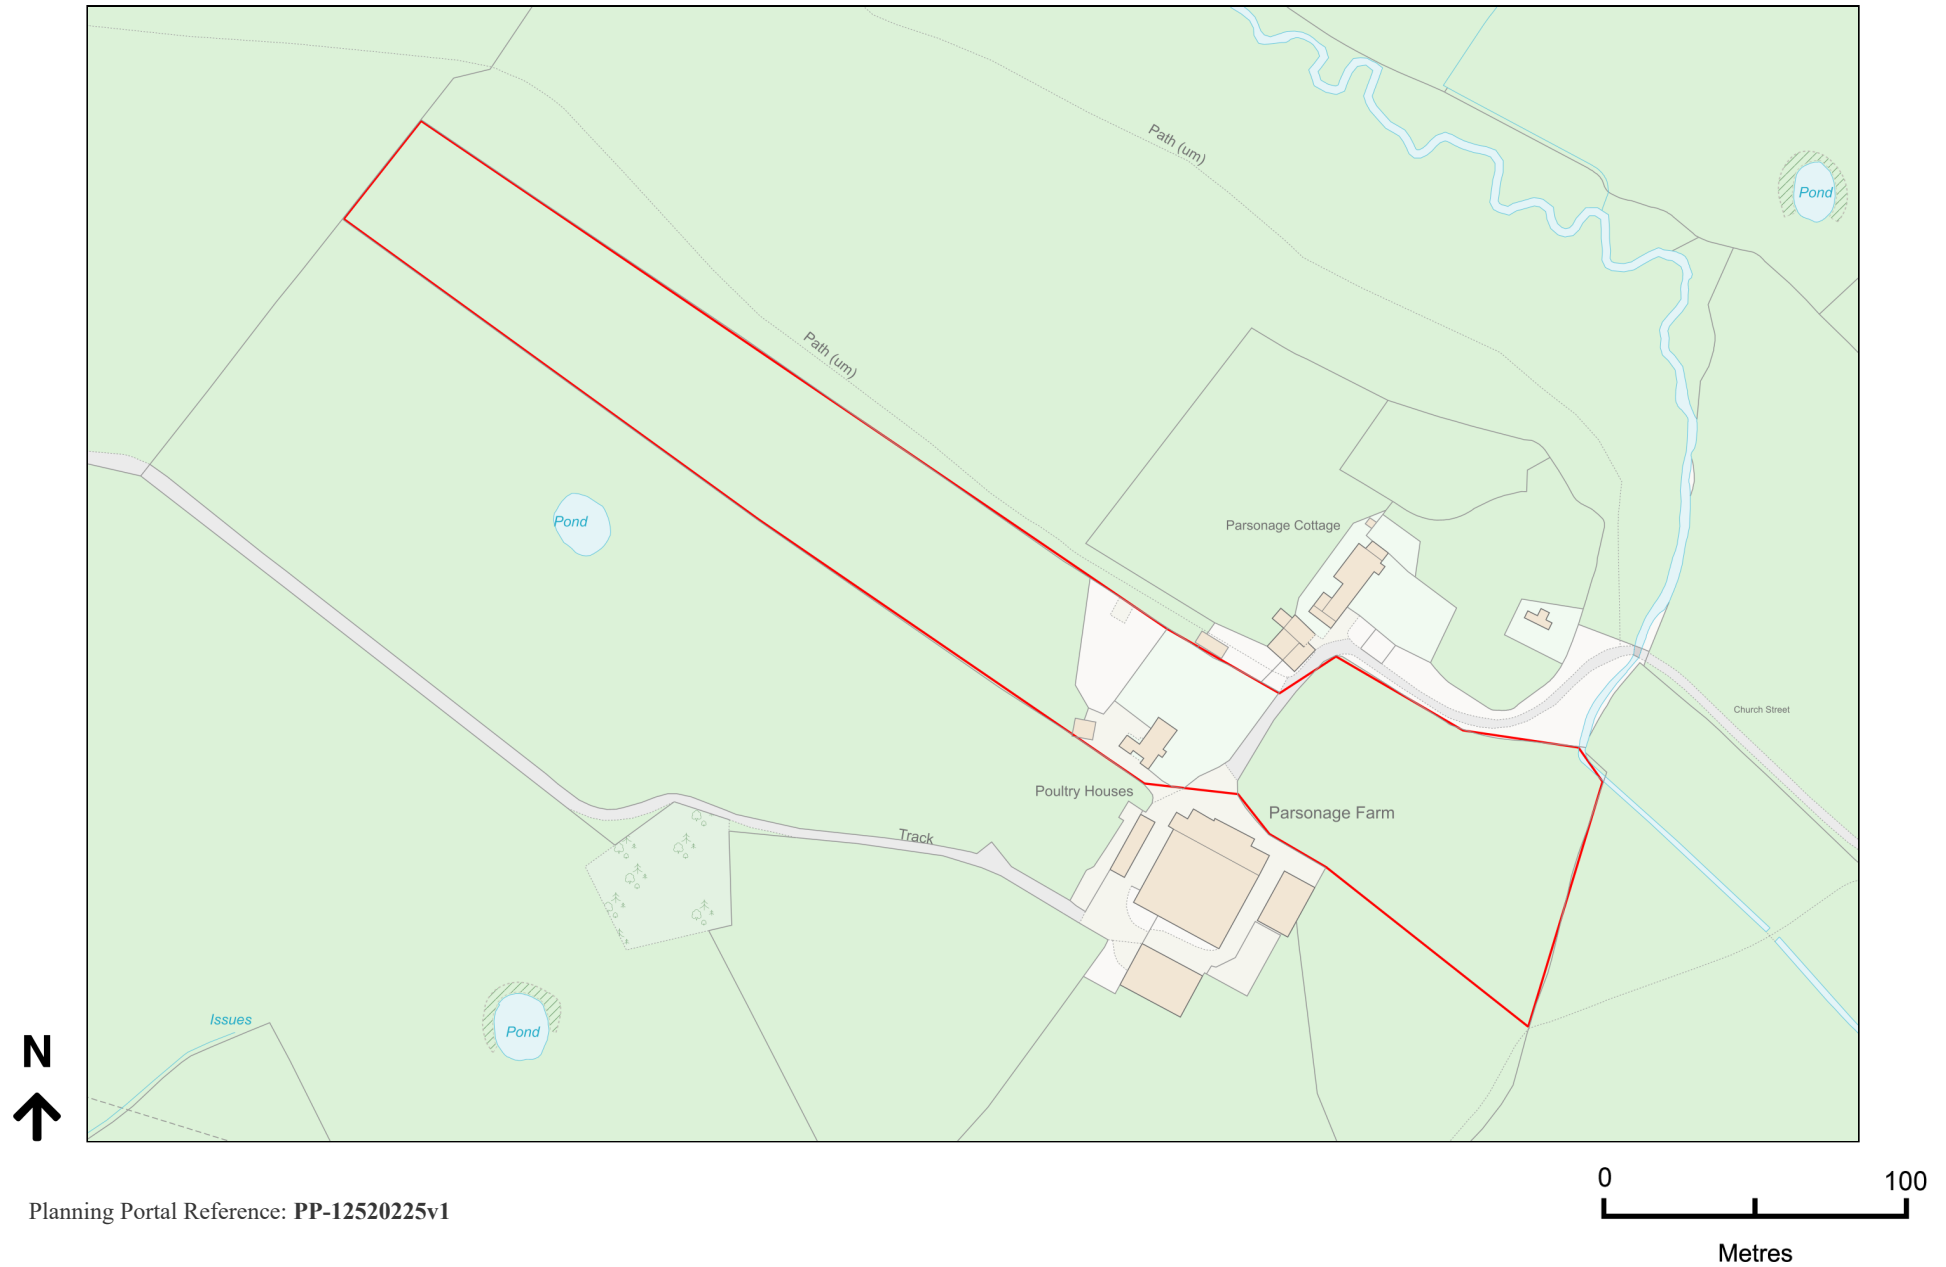 Path (um)
Pond
Path (um)
Pond
Parsonage Cottage
Church Street
Poultry Houses
Parsonage Farm
Track
Issues
Pond
N
0
100
Metres
Planning Portal Reference: PP-12520225v1